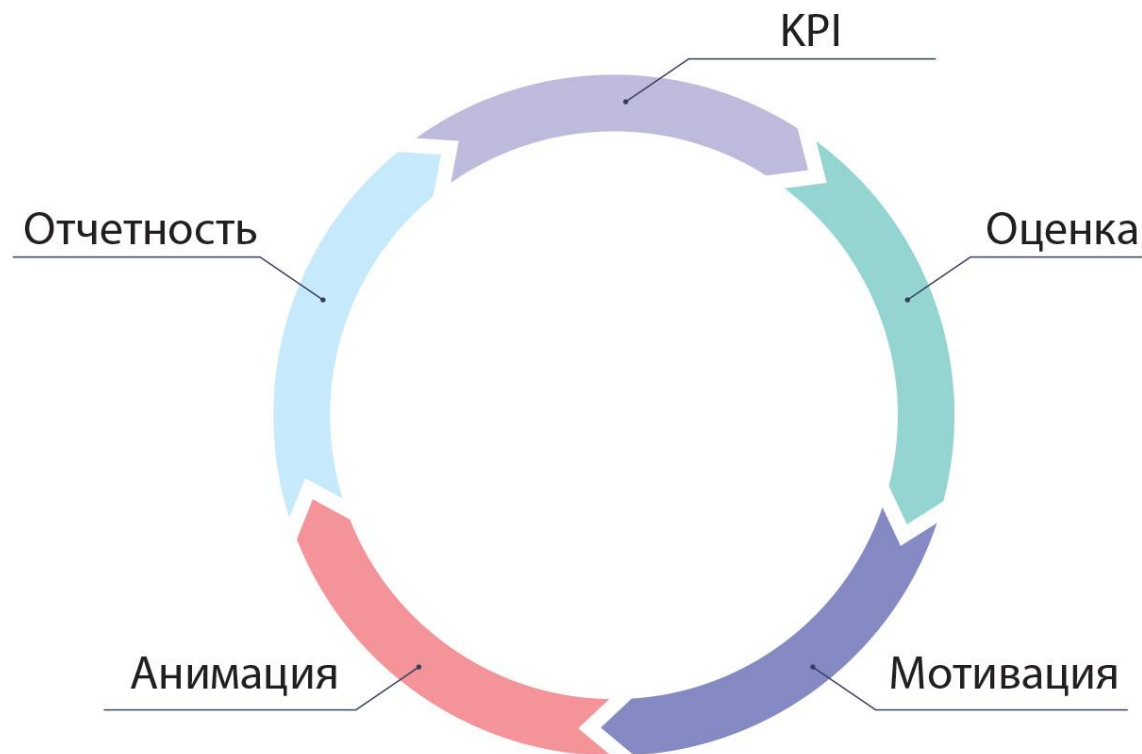 KPI
Отчетность
Оценка
Анимация
Мотивация